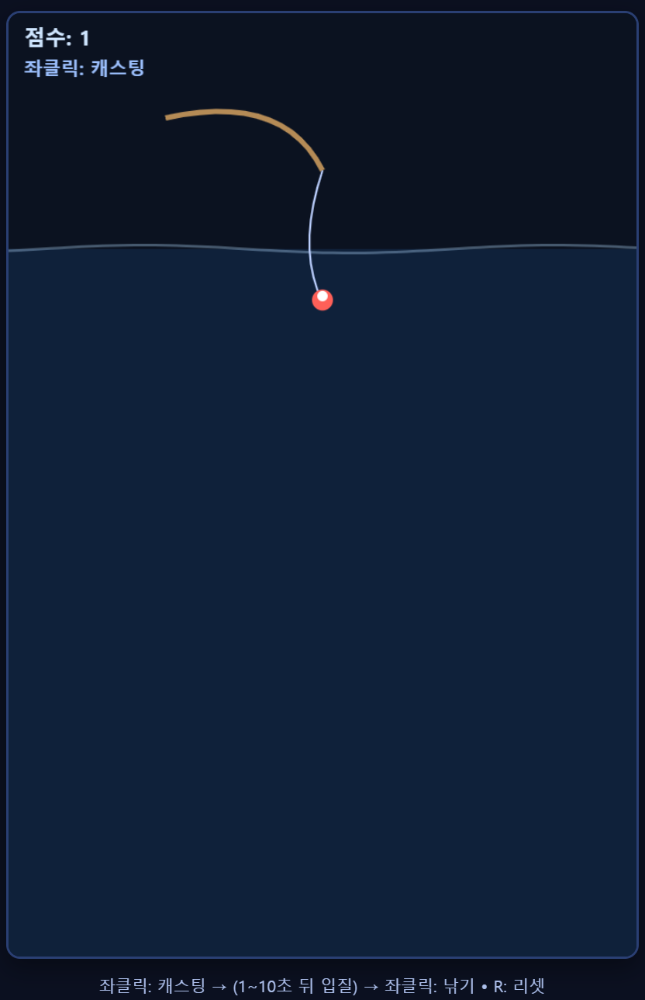 점수: 1
좌클릭: 캐스팅
좌클릭: 캐스팅 → (1~10초 뒤 입질) → 좌클릭: 낚기 • R: 리셋